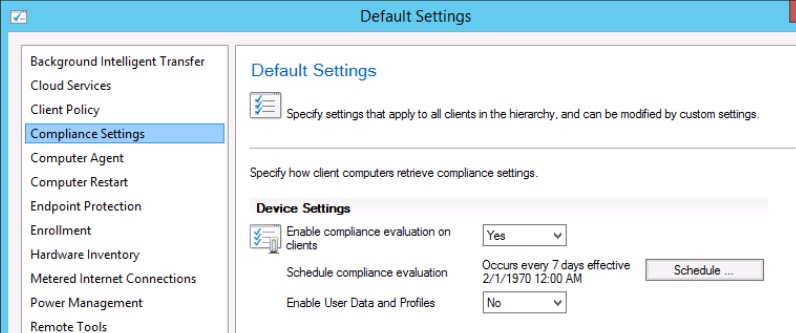 Default Settings
Background Intelligent Transfer
Cloud Services
Client Policy
Compliance Settings
Computer Agent
Computer Restart
Endpoint Protection
Enrollment
Hardware Inventory
Metered Internet Connections
Power Management
Remote Tools
Default Settings
Specify settings that apply to all clients in the hierarchy, and can be modified by custom settings.
Specify how client computers retrieve compliance settings.
Device Settings
Enable compliance evaluation on
clients
Yes
Schedule compliance evaluation
Occurs every 7 days effective
2/1/1970 12:00 AM
Schedule ...
Enable User Data and Profiles
No